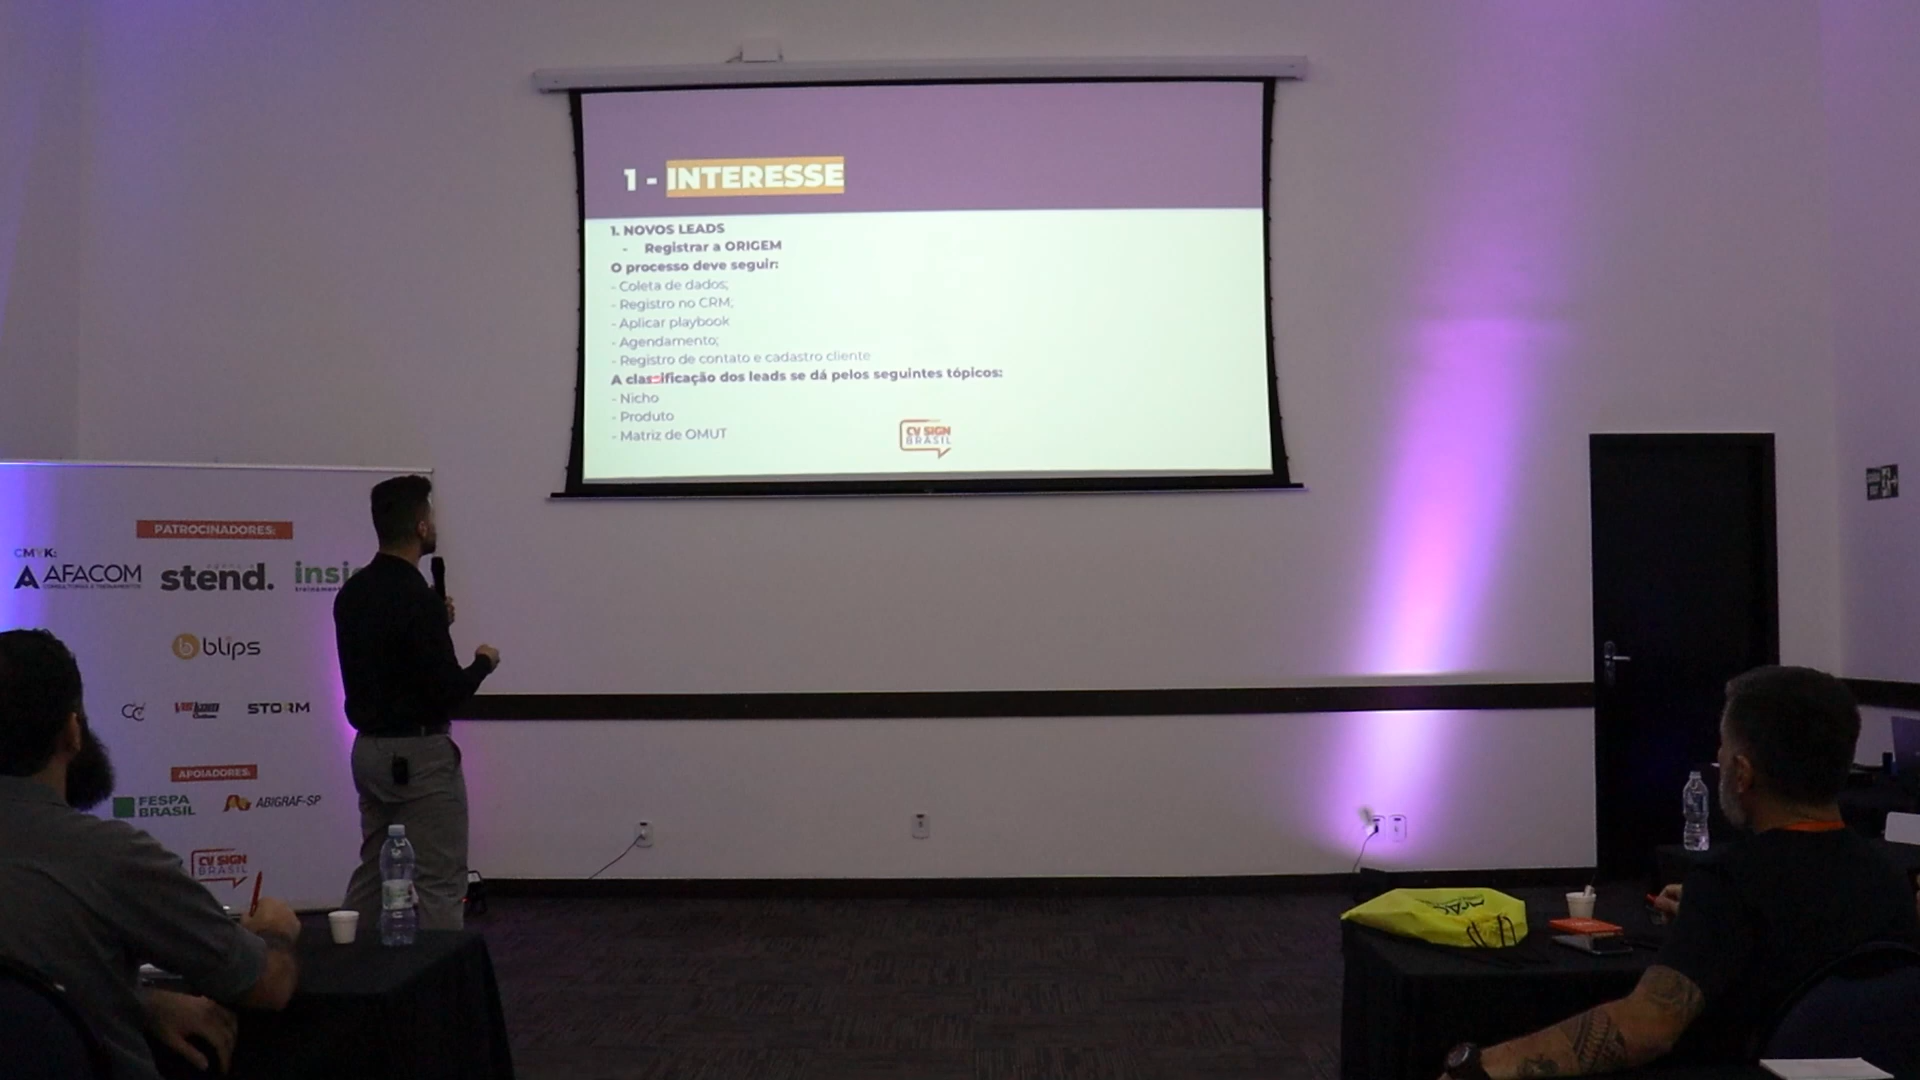 1 - INTERESSE
1. NOVOS LEADS
- Registrar a ORIGEM
O processo deve seguir:
- Coleta de dados;
- Registro no CRM;
- Aplicar playbook
- Agendamento;
- Registro de contato e cadastro cliente
A classificação dos leads se dá pelos seguintes tópicos:
- Nicho
- Produto
- Matriz de OMUT
CV SIGN
BRASIL
PATROCINADORES:
CMYK:
AFACOM
stend.
insi
blips
STORM
APOIADORES:
FESPA
BRASIL
ABIGRAF-SP
CV SIGN
BRASIL